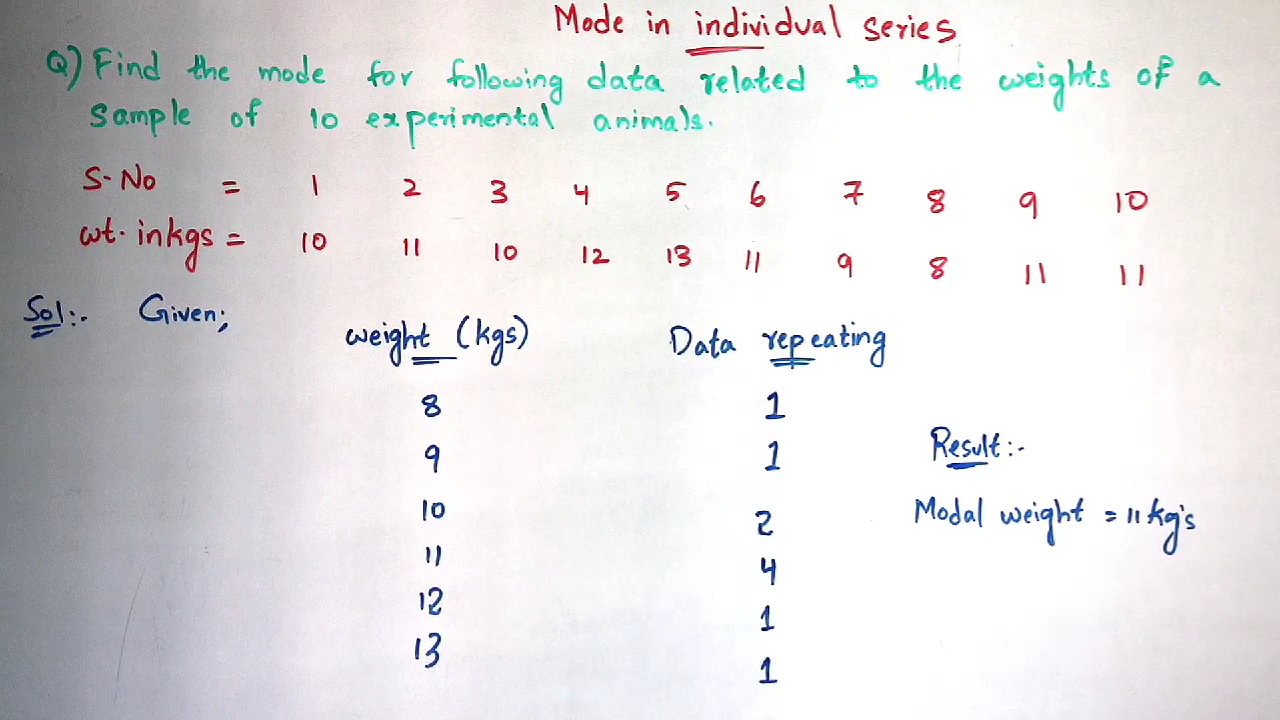 Mode in individual series
Q) Find the mode for following data related to the weights of a
sample of 10 experimental animals.
S.No = 1 2 3 4 5 6 7 8 9 10
wt. in kgs = 10 11 10 12 13 11 9 8 11 11
Sol:- Given;
weight (kgs) Data repeating
8 1
9 1
Result:-
10 2
Modal weight = 11 kg's
11 4
12 1
13 1